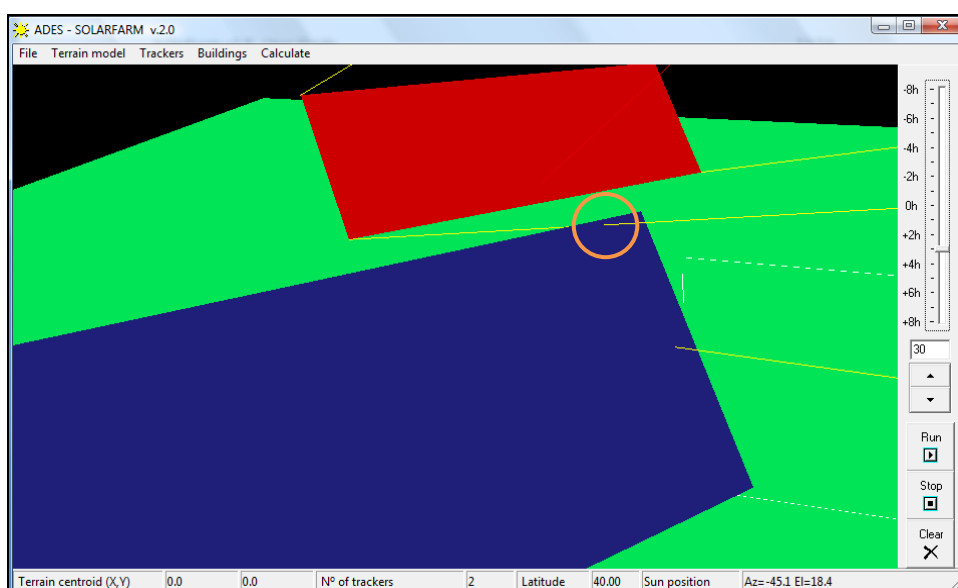 ADES - SOLARFARM v.2.0
File Terrain model Trackers Buildings Calculate
-8h
-6h
-4h
-2h
0h
+2h
+4h
+6h
+8h
30
Run
Stop
Clear
Terrain centroid (X,Y) 0.0 0.0 Nº of trackers 2 Latitude 40.00 Sun position Az=-45.1 El=18.4